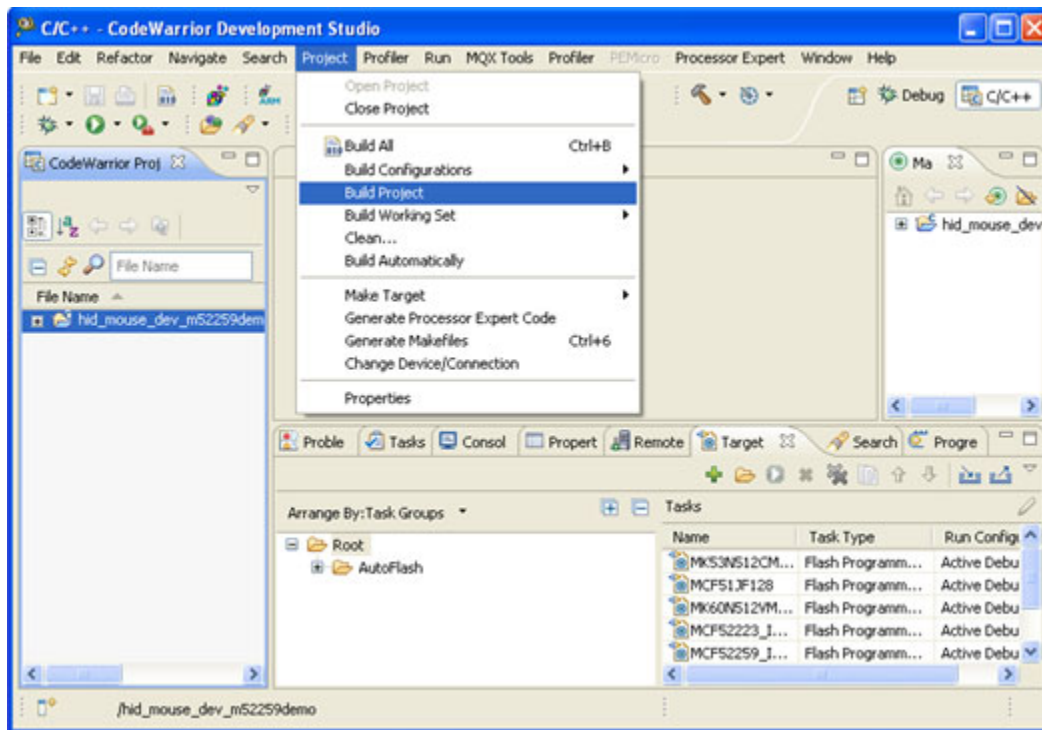 C/C++ - CodeWarrior Development Studio
File Edit Refactor Navigate Search Project Profiler Run MQX Tools Profiler PEMicro Processor Expert Window Help
Open Project
Close Project
Build All Ctrl+B
Build Configurations
Build Project
Build Working Set
Clean...
Build Automatically
Make Target
Generate Processor Expert Code
Generate Makefiles Ctrl+6
Change Device/Connection
Properties
Debug C/C++
CodeWarrior Proj
File Name
File Name
hid_mouse_dev_m52259dem
Ma
hid_mouse_dev
Proble Tasks Consol Propert Remote Target Search Progre
Arrange By:Task Groups
Root
AutoFlash
Tasks
Name Task Type Run Config
MK53N512CM... Flash Programm... Active Debu
MCF51JF128 Flash Programm... Active Debu
MK60N512VM... Flash Programm... Active Debu
MCF52223_I... Flash Programm... Active Debu
MCF52259_I... Flash Programm... Active Debu
/hid_mouse_dev_m52259demo